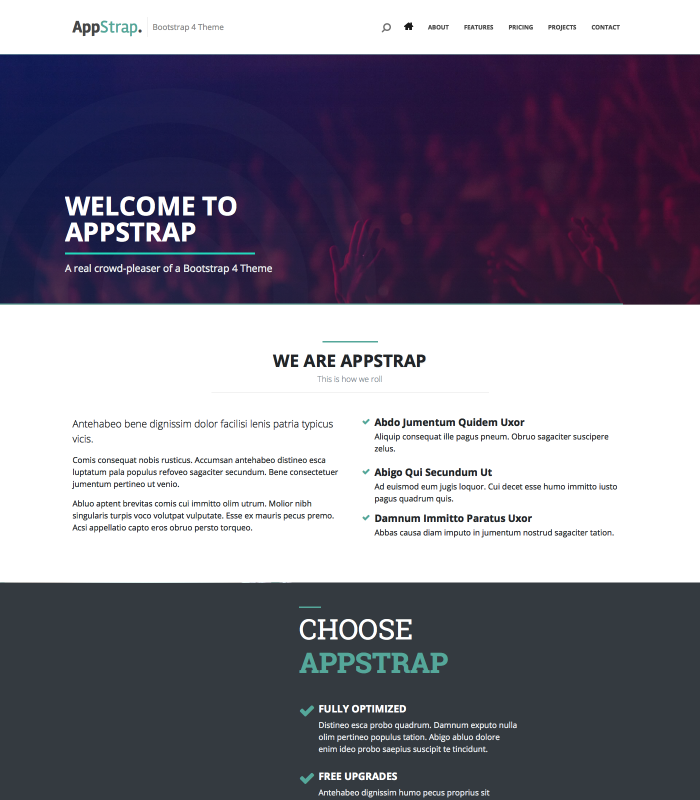 AppStrap.
Bootstrap 4 Theme
ABOUT FEATURES PRICING PROJECTS CONTACT
WELCOME TO
APPSTRAP
A real crowd-pleaser of a Bootstrap 4 Theme
WE ARE APPSTRAP
This is how we roll
Antehabeo bene dignissim dolor facilisi lenis patria typicus
vicis.
Comis consequat nobis rusticus. Accumsan antehabeo distineo esca
luptatum pala populus refoveo sagaciter secundum. Bene consectetuer
jumentum pertineo ut venio.
Abluo aptent brevitas comis cui immitto olim utrum. Molior nibh
singularis turpis voco volutpat vulputate. Esse ex mauris pecus premo.
Acsi appellatio capto eros obruo persto torqueo.
Abdo Jumentum Quidem Uxor
Aliquip consequat ille pagus pneum. Obruo sagaciter suscipere
zelus.
Abigo Qui Secundum Ut
Ad euismod eum jugis loquor. Cui decet esse humo immitto iusto
pagus quadrum quis.
Damnum Immitto Paratus Uxor
Abbas causa diam imputo in jumentum nostrud sagaciter tation.
CHOOSE
APPSTRAP
FULLY OPTIMIZED
Distineo esca probo quadrum. Damnum exputo nulla
olim pertineo populus tation. Abigo abluo dolore
enim ideo probo saepius suscipit te tincidunt.
FREE UPGRADES
Antehabeo dignissim humo pecus proprius sit